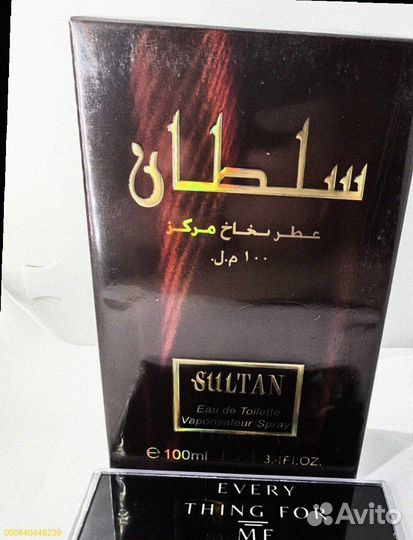 سلطان
عطر بخاخ مركز
١٠٠ م.ل.
SULTAN
Eau de Toilette
Vaporisateur Spray
e 100ml 3.4FL.OZ.
EVERY
THING FOR
ME
000840448239
Avito